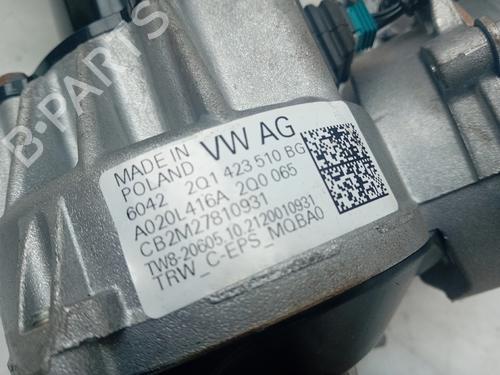 B-PARTS
MADE IN
POLAND VW AG
6042 2Q1 423 510 BG
A020L416A 2Q0 065
CB2M27810931
TW8-20605.10.2120010931
TRW_C-EPS_MQBA0